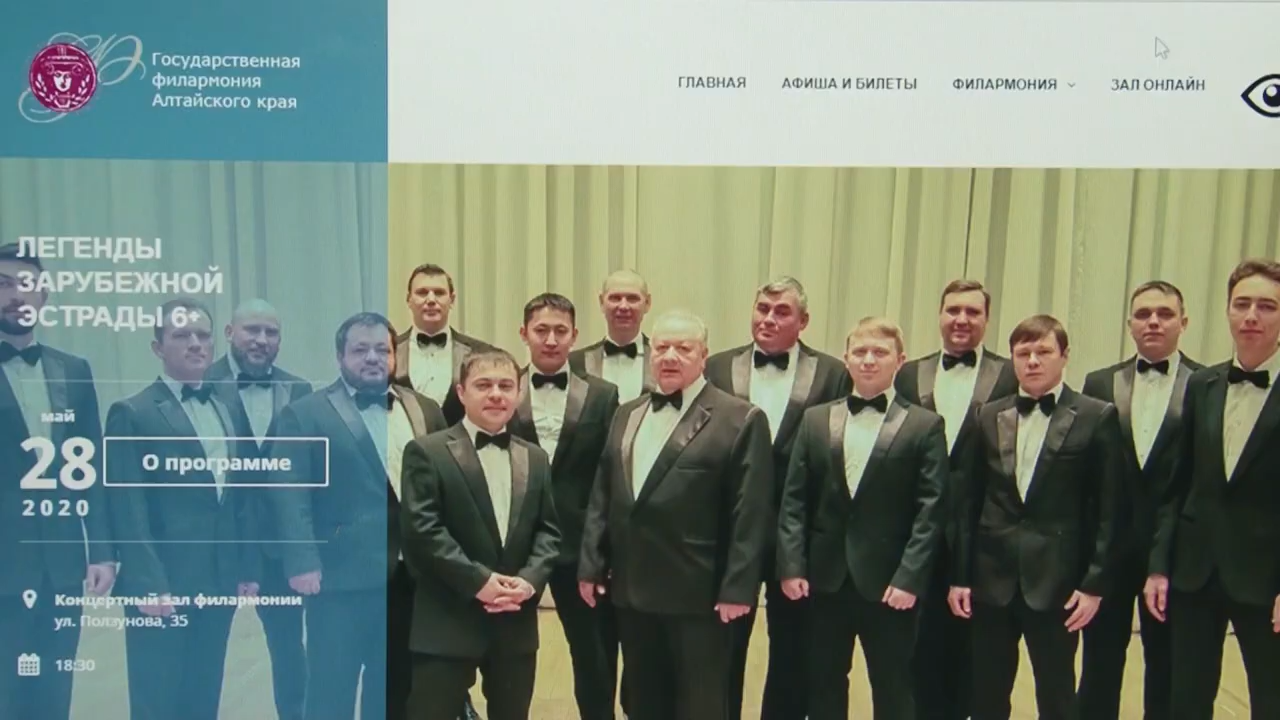 Государственная
филармония
Алтайского края
ГЛАВНАЯ АФИША И БИЛЕТЫ ФИЛАРМОНИЯ ЗАЛ ОНЛАЙН
ЛЕГЕНДЫ
ЗАРУБЕЖНОЙ
ЭСТРАДЫ 6+
май
28
2020
О программе
Концертный зал филармонии
ул. Ползунова, 35
18:30